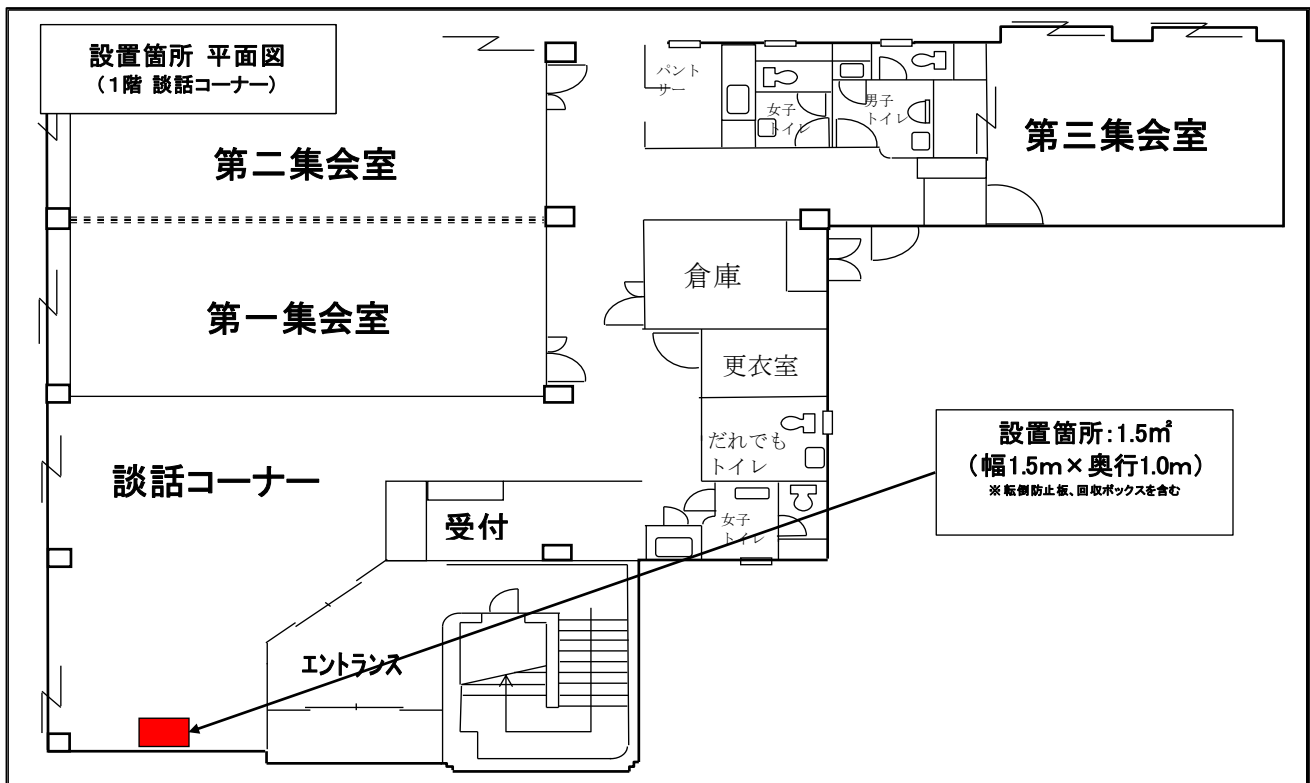 設置箇所 平面図
(1階 談話コーナー)
パント
リー
女子
トイレ
男子
トイレ
第三集会室
第二集会室
倉庫
第一集会室
更衣室
だれでも
トイレ
設置箇所:1.5㎡
(幅1.5m×奥行1.0m)
※転倒防止板、回収ボックスを含む
談話コーナー
受付
女子
トイレ
エントランス